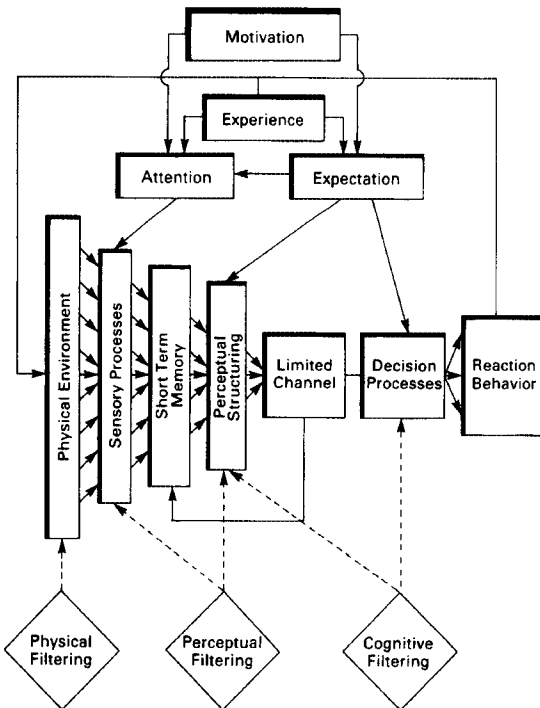 Motivation
Experience
Attention
Expectation
Physical Environment
Sensory Processes
Short Term
Memory
Perceptual
Structuring
Limited
Channel
Decision
Processes
Reaction
Behavior
Physical
Filtering
Perceptual
Filtering
Cognitive
Filtering